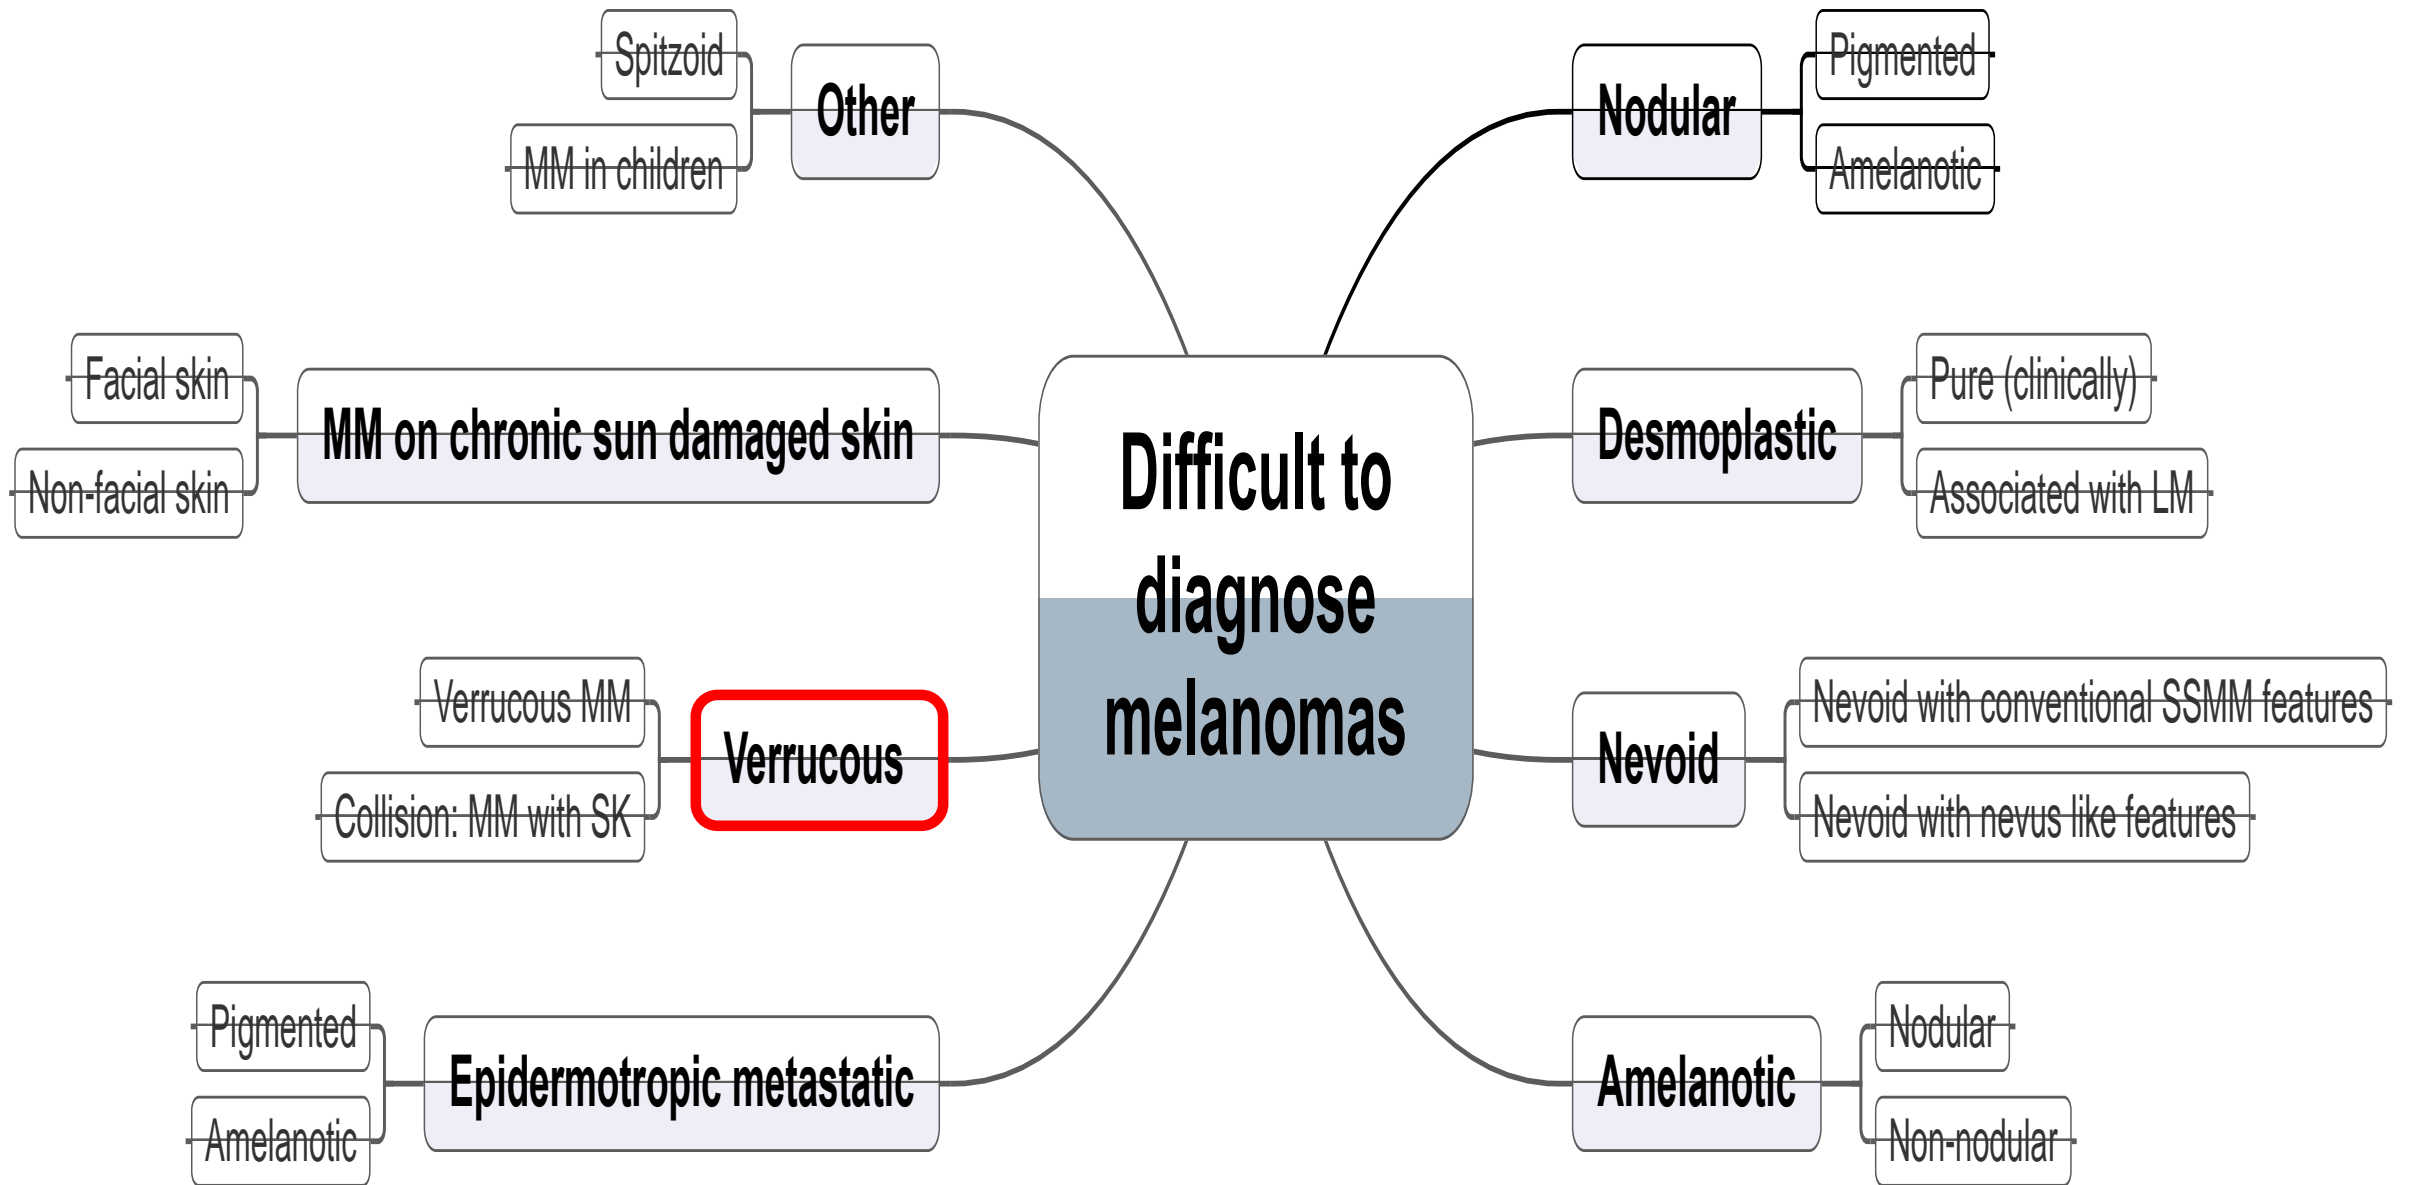 Difficult to
diagnose
melanomas
Nodular
Pigmented
Amelanotic
Desmoplastic
Pure (clinically)
Associated with LM
Nevoid
Nevoid with conventional SSMM features
Nevoid with nevus like features
Amelanotic
Nodular
Non-nodular
Other
Spitzoid
MM in children
MM on chronic sun damaged skin
Facial skin
Non-facial skin
Verrucous
Verrucous MM
Collision: MM with SK
Epidermotropic metastatic
Pigmented
Amelanotic